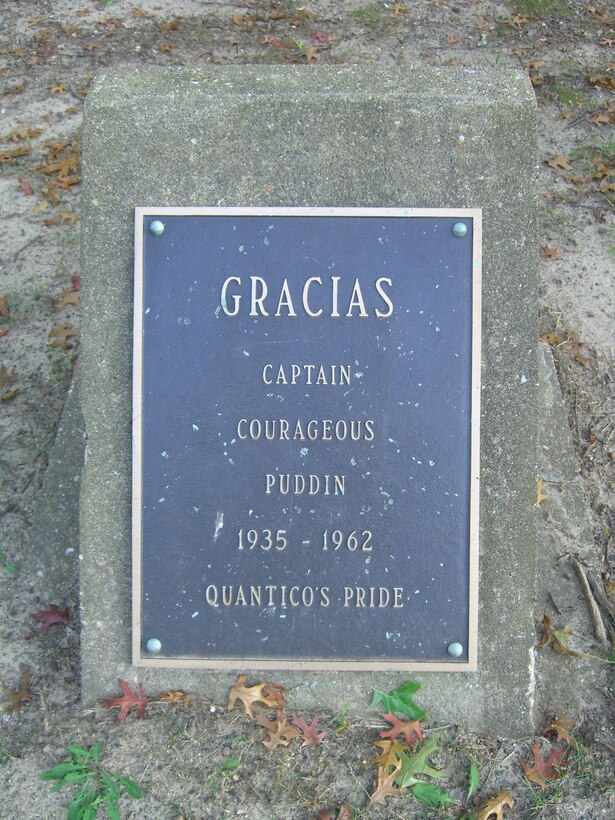 GRACIAS
CAPTAIN
COURAGEOUS
PUDDIN
1935 - 1962
QUANTICO'S PRIDE